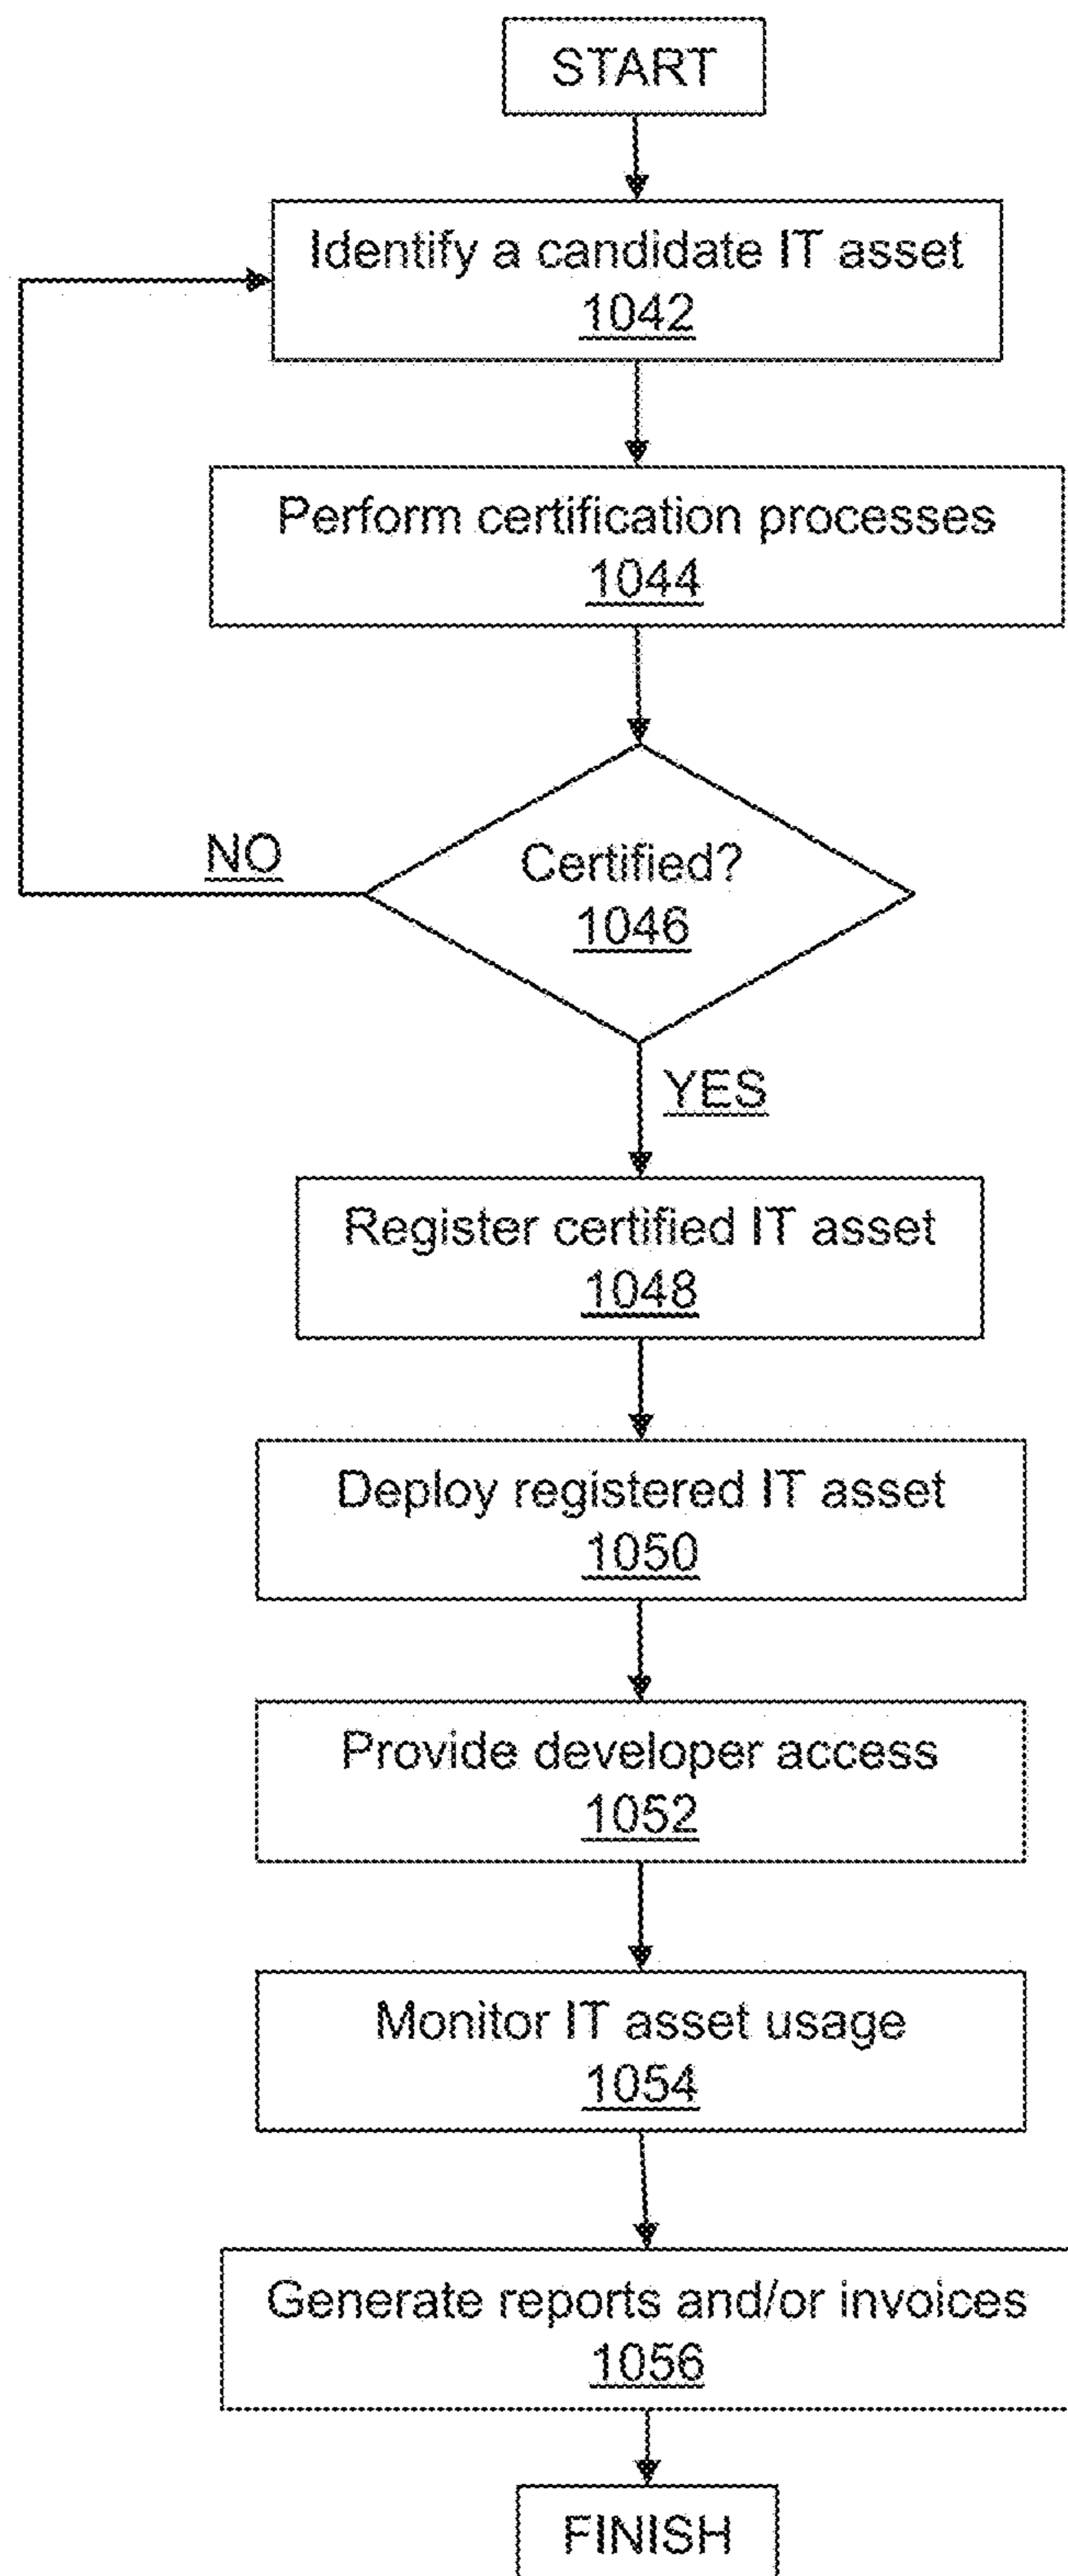 START
Identify a candidate IT asset
1042
Perform certification processes
1044
NO
Certified?
1046
YES
Register certified IT asset
1048
Deploy registered IT asset
1050
Provide developer access
1052
Monitor IT asset usage
1054
Generate reports and/or invoices
1056
FINISH